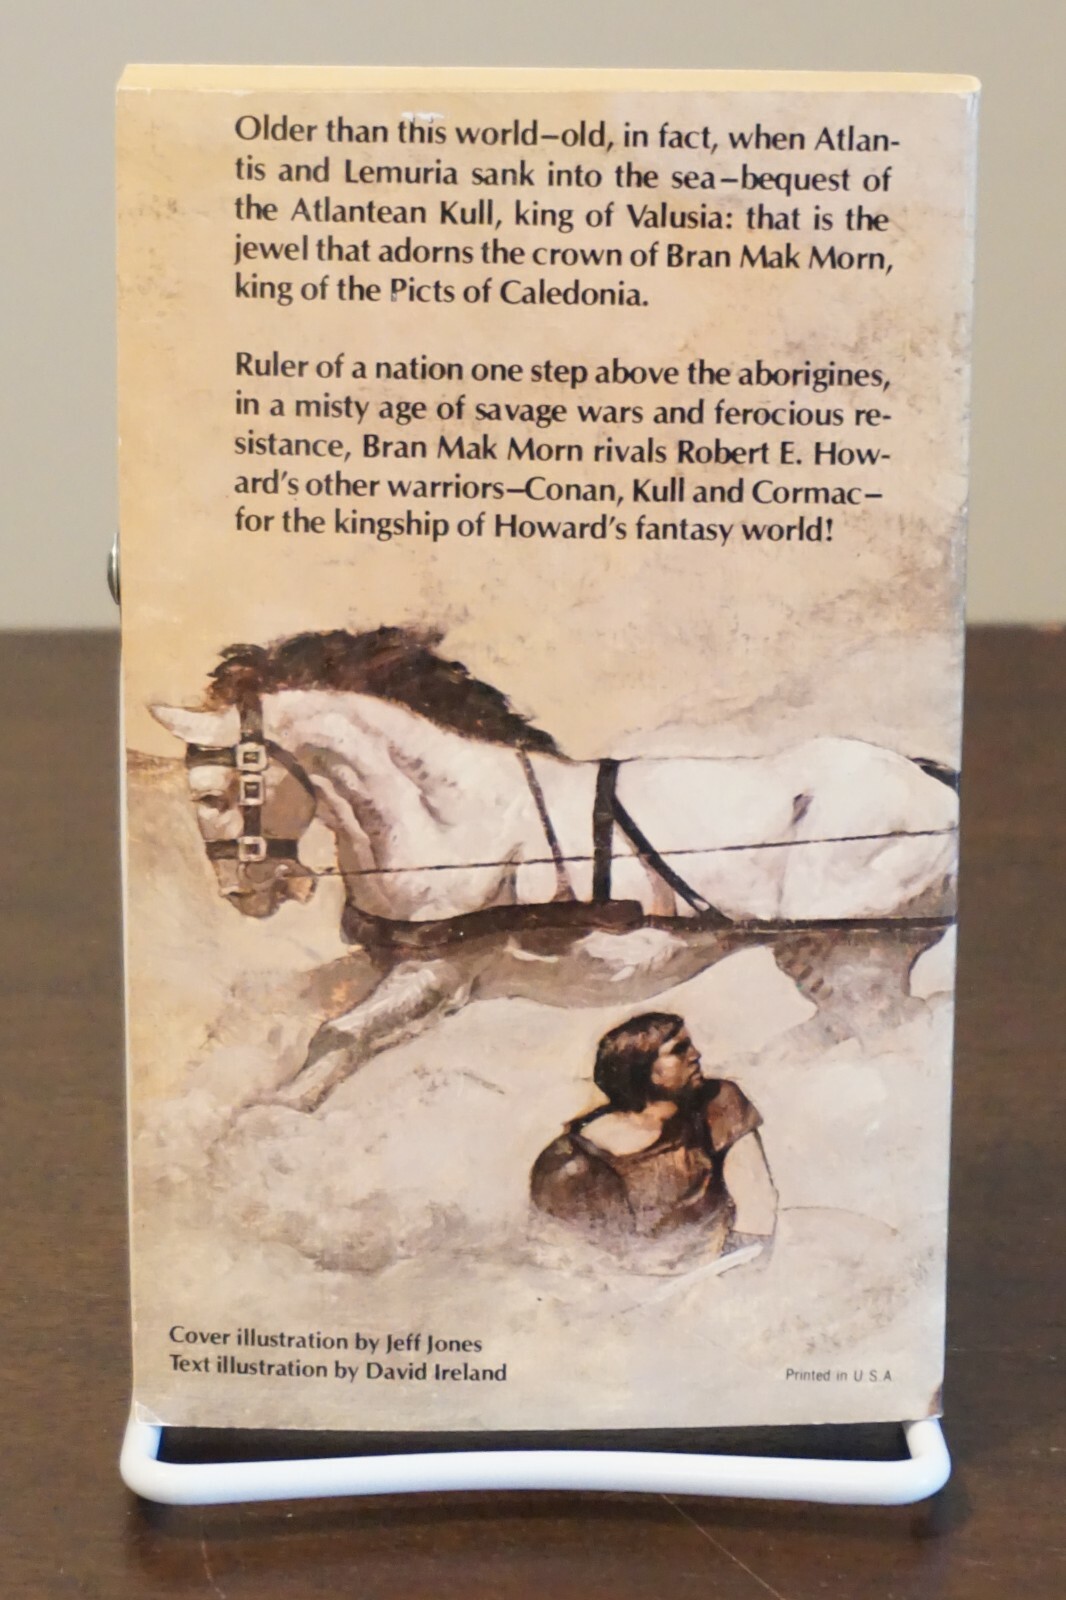 Older than this world—old, in fact, when Atlan-
tis and Lemuria sank into the sea—bequest of
the Atlantean Kull, king of Valusia: that is the
jewel that adorns the crown of Bran Mak Morn,
king of the Picts of Caledonia.
Ruler of a nation one step above the aborigines,
in a misty age of savage wars and ferocious re-
sistance, Bran Mak Morn rivals Robert E. How-
ard's other warriors—Conan, Kull and Cormac—
for the kingship of Howard's fantasy world!
Cover illustration by Jeff Jones
Text illustration by David Ireland
Printed in U S A